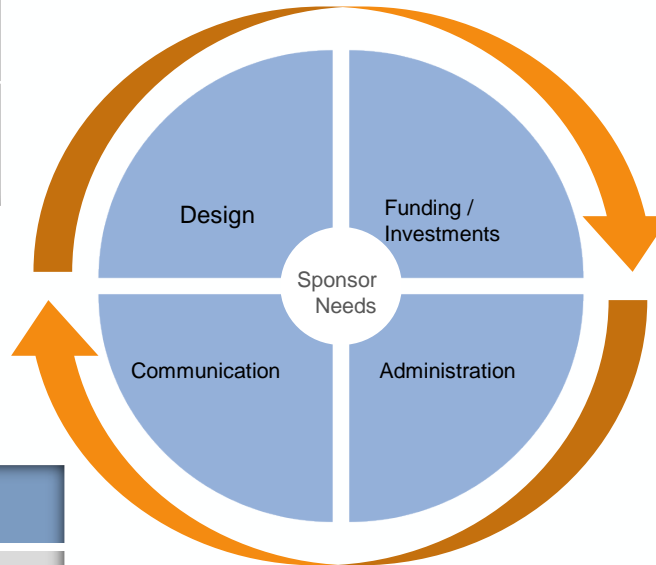 Design
Funding /
Investments
Sponsor
Needs
Communication
Administration